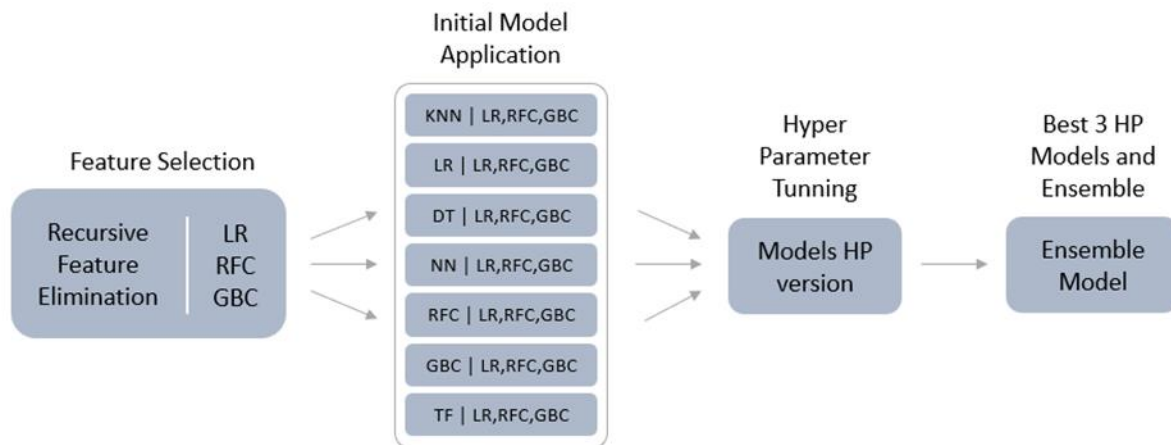 Feature Selection
Recursive
Feature
Elimination
LR
RFC
GBC
Initial Model
Application
KNN | LR,RFC,GBC
LR | LR,RFC,GBC
DT | LR,RFC,GBC
NN | LR,RFC,GBC
RFC | LR,RFC,GBC
GBC | LR,RFC,GBC
TF | LR,RFC,GBC
Hyper
Parameter
Tunning
Models HP
version
Best 3 HP
Models and
Ensemble
Ensemble
Model